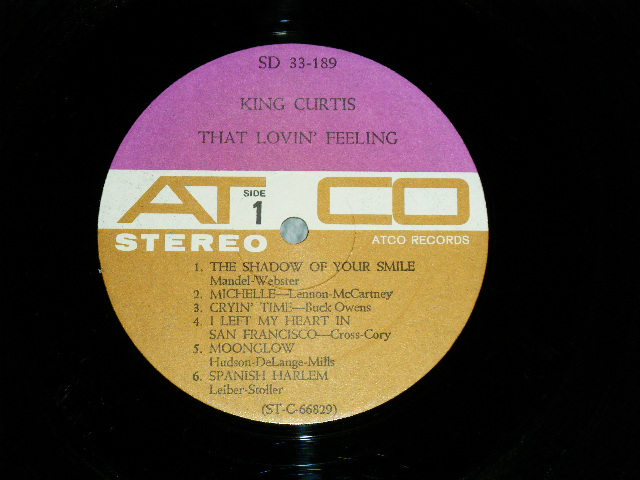 SD 33-189
KING CURTIS
THAT LOVIN' FEELING
ATCO
SIDE
1
STEREO
ATCO RECORDS
1. THE SHADOW OF YOUR SMILE
Mandel-Webster
2. MICHELLE—Lennon-McCartney
3. CRYIN' TIME—Buck Owens
4. I LEFT MY HEART IN
SAN FRANCISCO—Cross-Cory
5. MOONGLOW
Hudson-DeLange-Mills
6. SPANISH HARLEM
Leiber-Stoller
(ST-C-66829)